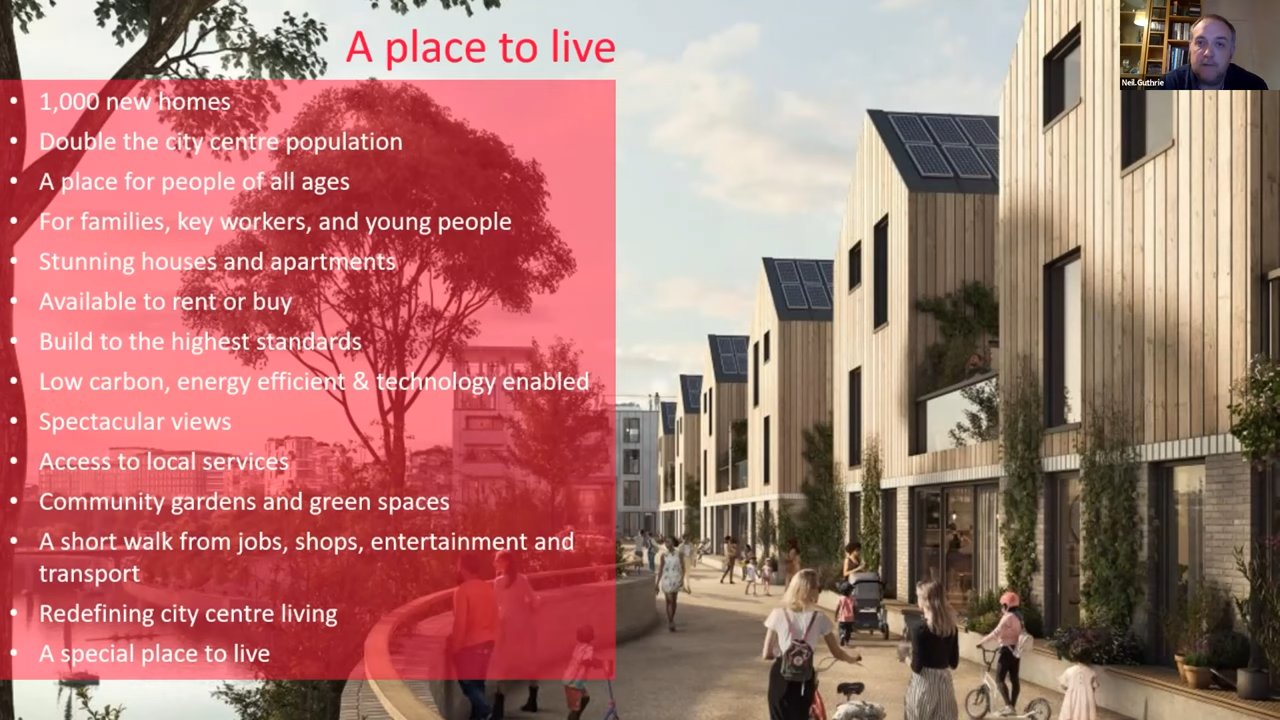 A place to live
Neil.Guthrie
• 1,000 new homes
• Double the city centre population
• A place for people of all ages
• For families, key workers, and young people
• Stunning houses and apartments
• Available to rent or buy
• Build to the highest standards
• Low carbon, energy efficient & technology enabled
• Spectacular views
• Access to local services
• Community gardens and green spaces
• A short walk from jobs, shops, entertainment and
transport
• Redefining city centre living
• A special place to live